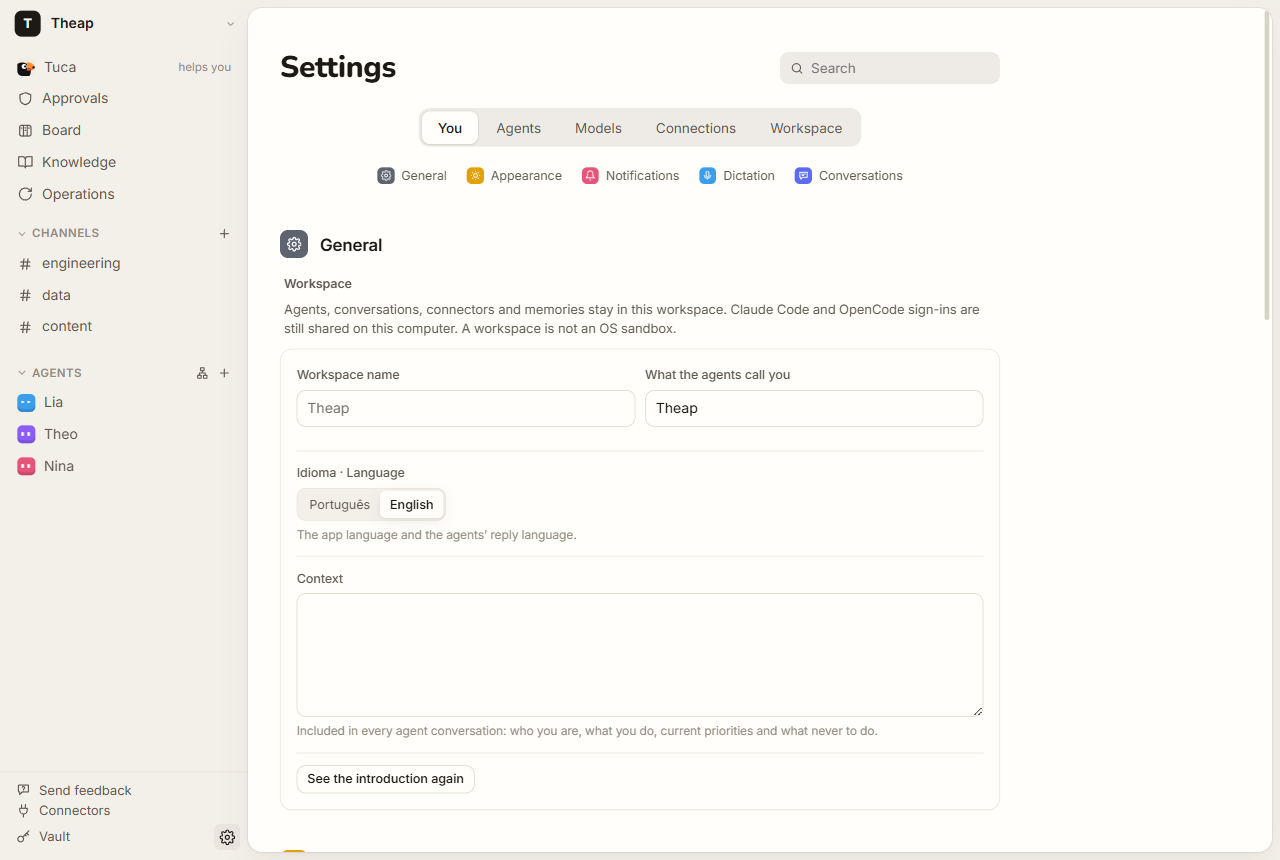 T Theap
Tuca helps you
Approvals
Board
Knowledge
Operations
CHANNELS
# engineering
# data
# content
AGENTS
Lia
Theo
Nina
Send feedback
Connectors
Vault
Settings
Search
You Agents Models Connections Workspace
General Appearance Notifications Dictation Conversations
General
Workspace
Agents, conversations, connectors and memories stay in this workspace. Claude Code and OpenCode sign-ins are
still shared on this computer. A workspace is not an OS sandbox.
Workspace name What the agents call you
Theap Theap
Idioma · Language
Português English
The app language and the agents’ reply language.
Context
Included in every agent conversation: who you are, what you do, current priorities and what never to do.
See the introduction again